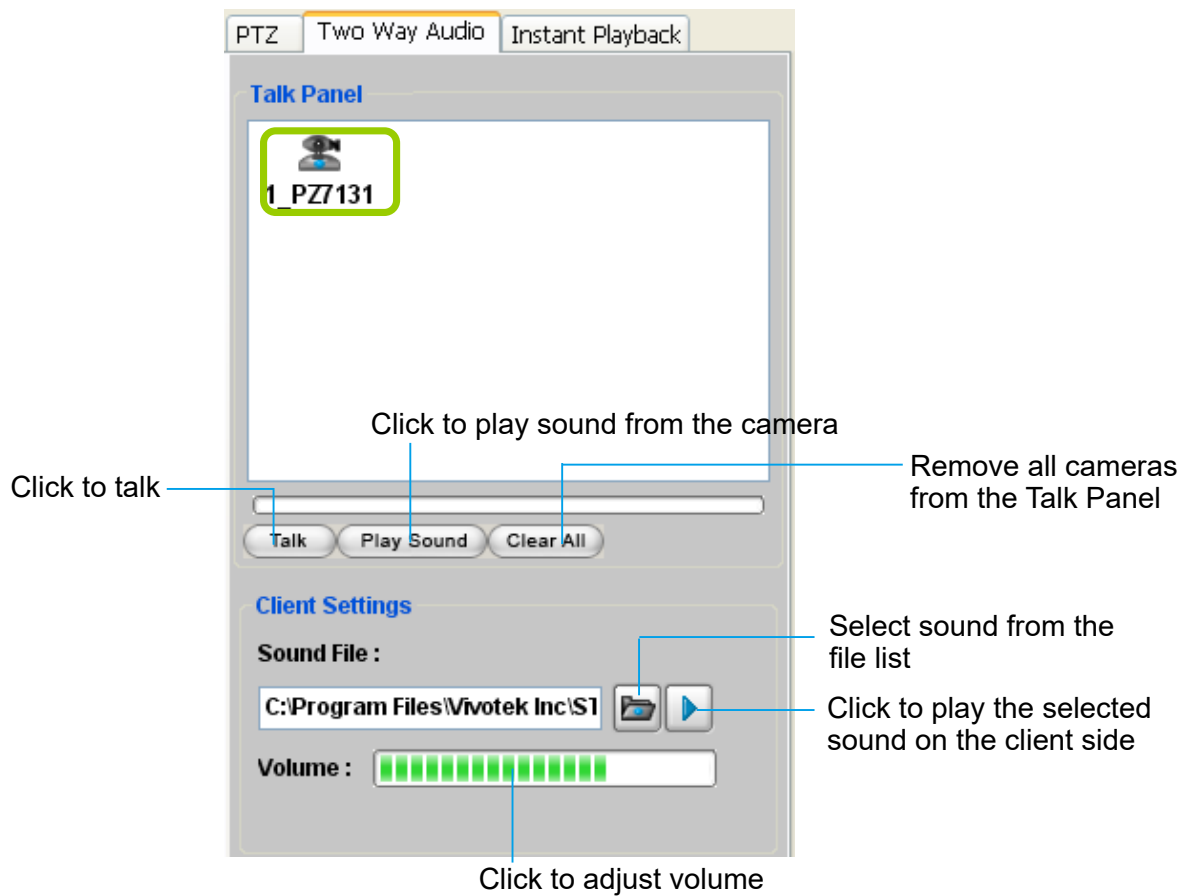 PTZ Two Way Audio Instant Playback
Talk Panel
1_PZ7131
Click to play sound from the camera
Click to talk
Remove all cameras
from the Talk Panel
Talk Play Sound Clear All
Client Settings
Sound File :
Select sound from the
file list
C:\Program Files\Vivotek Inc\ST
Click to play the selected
sound on the client side
Volume :
Click to adjust volume